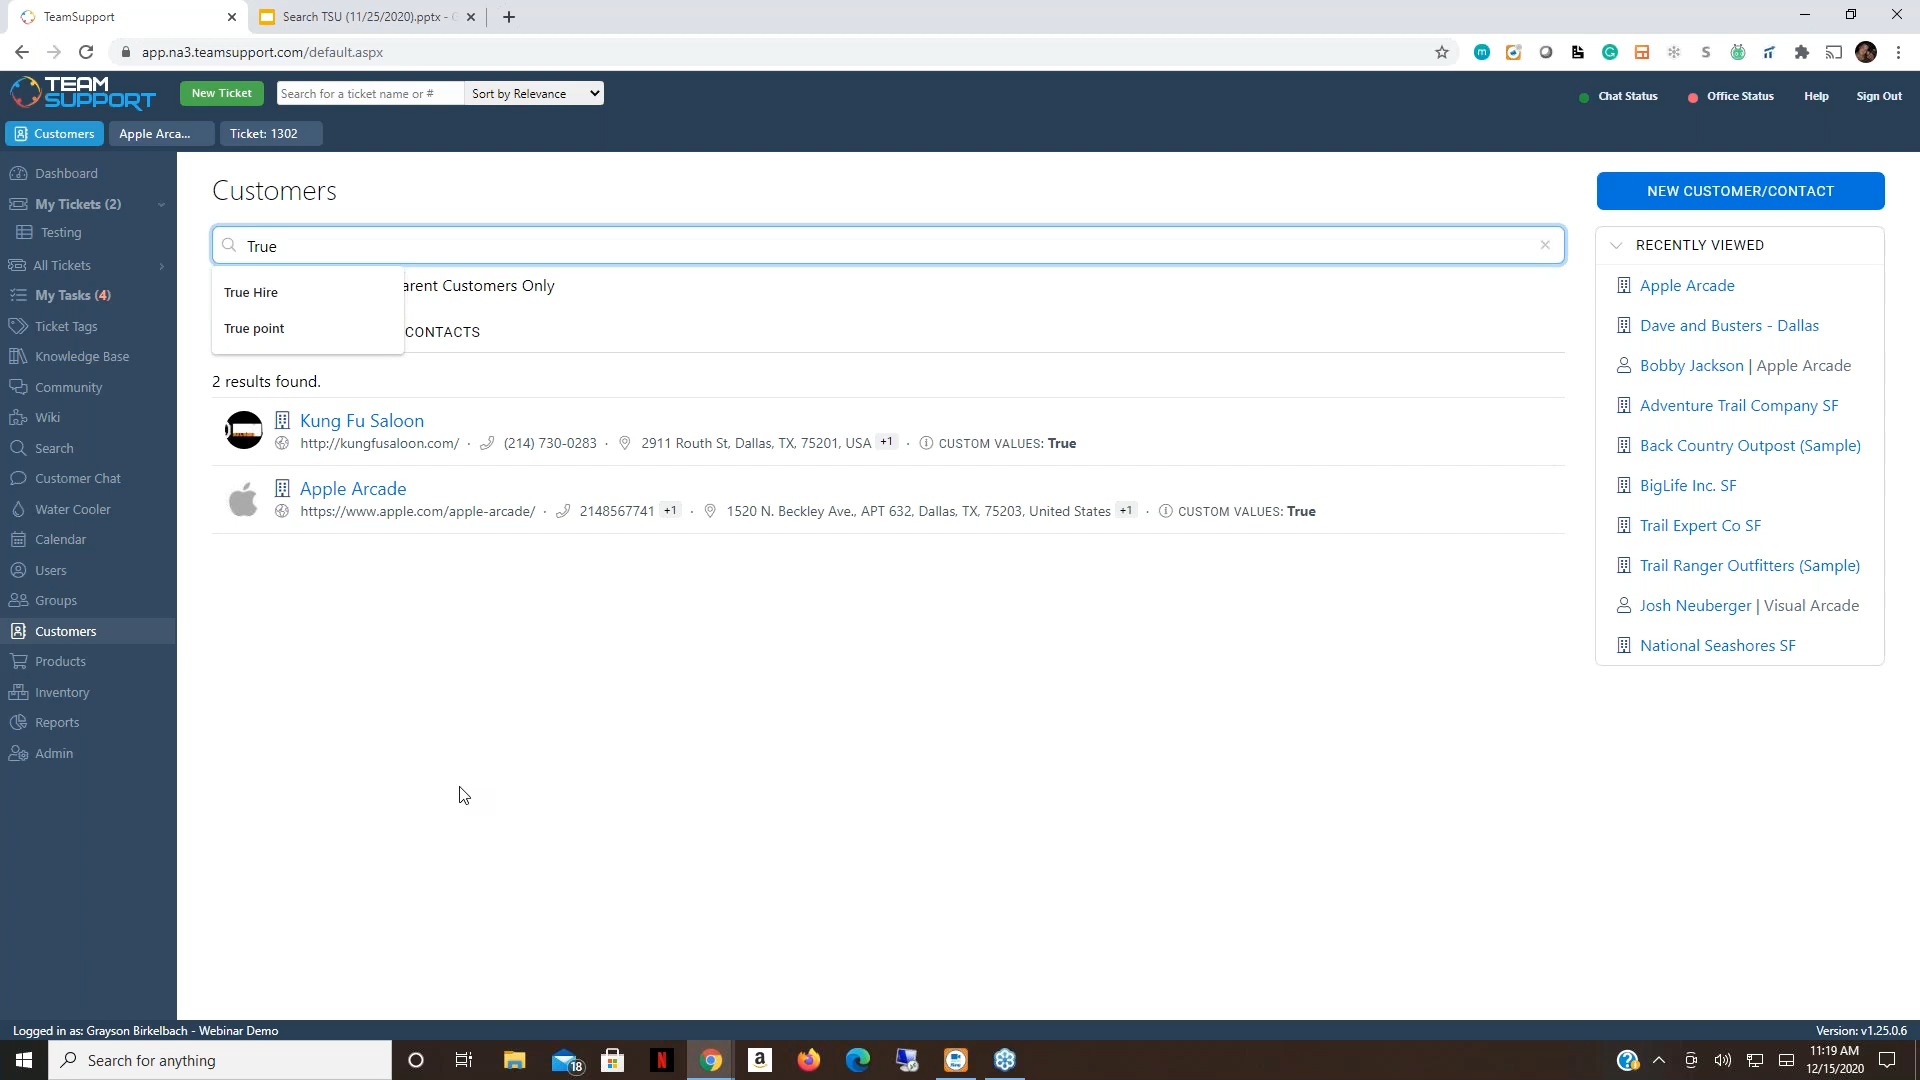 TeamSupport
Search TSU (11/25/2020).pptx - G
app.na3.teamsupport.com/default.aspx
TEAM SUPPORT
New Ticket
Search for a ticket name or #
Sort by Relevance
Chat Status
Office Status
Help
Sign Out
Customers
Apple Arca...
Ticket: 1302
Dashboard
My Tickets (2)
Testing
All Tickets
My Tasks (4)
Ticket Tags
Knowledge Base
Community
Wiki
Search
Customer Chat
Water Cooler
Calendar
Users
Groups
Customers
Products
Inventory
Reports
Admin
Customers
True
True Hire
True point
arent Customers Only
CONTACTS
2 results found.
Kung Fu Saloon
http://kungfusaloon.com/ · (214) 730-0283 · 2911 Routh St, Dallas, TX, 75201, USA +1 · CUSTOM VALUES: True
Apple Arcade
https://www.apple.com/apple-arcade/ · 2148567741 +1 · 1520 N. Beckley Ave., APT 632, Dallas, TX, 75203, United States +1 · CUSTOM VALUES: True
NEW CUSTOMER/CONTACT
RECENTLY VIEWED
Apple Arcade
Dave and Busters - Dallas
Bobby Jackson | Apple Arcade
Adventure Trail Company SF
Back Country Outpost (Sample)
BigLife Inc. SF
Trail Expert Co SF
Trail Ranger Outfitters (Sample)
Josh Neuberger | Visual Arcade
National Seashores SF
Logged in as: Grayson Birkelbach - Webinar Demo
Version: v1.25.0.6
Search for anything
18
11:19 AM
12/15/2020